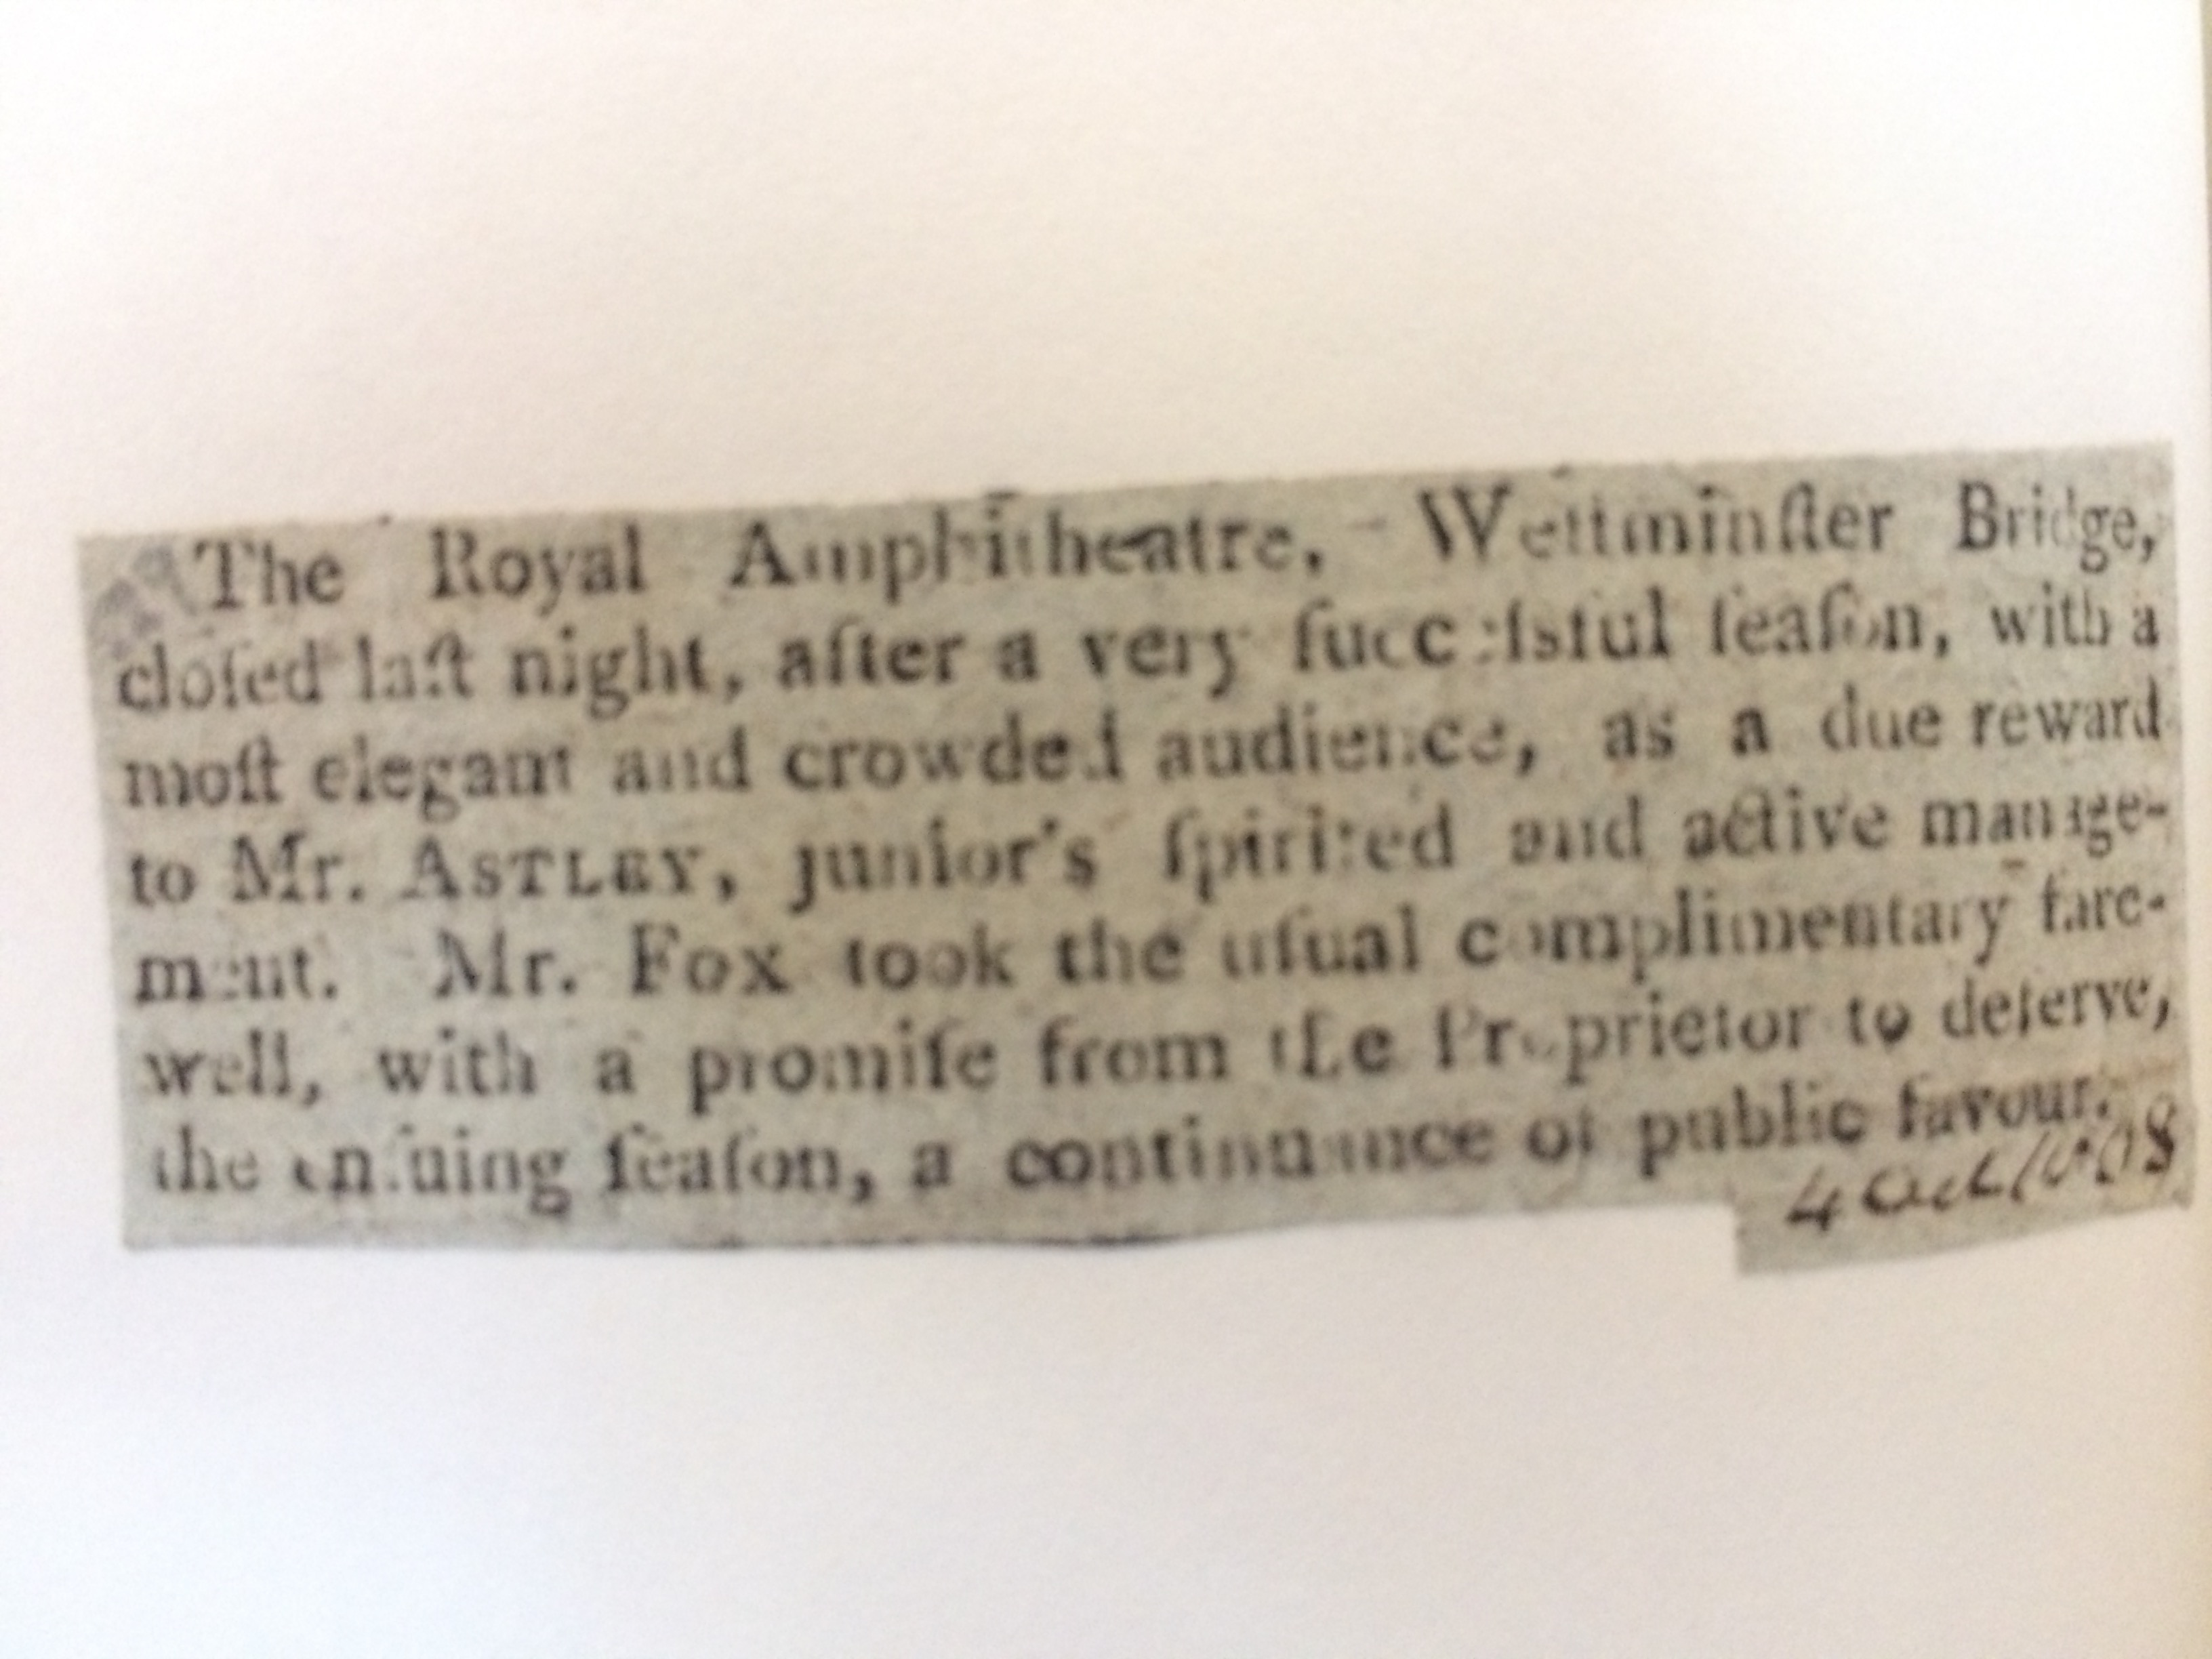 The Royal Amphitheatre, Weſtminſter Bridge,
cloſed laſt night, after a very ſucceſsful ſeaſon, with a
moſt elegant and crowded audience, as a due reward
to Mr. ASTLEY, junior's ſpirited and active manage-
ment. Mr. Fox took the uſual complimentary fare-
well, with a promiſe from the Proprietor to deſerve,
the enſuing ſeaſon, a continuance of public favour.
4 Oct